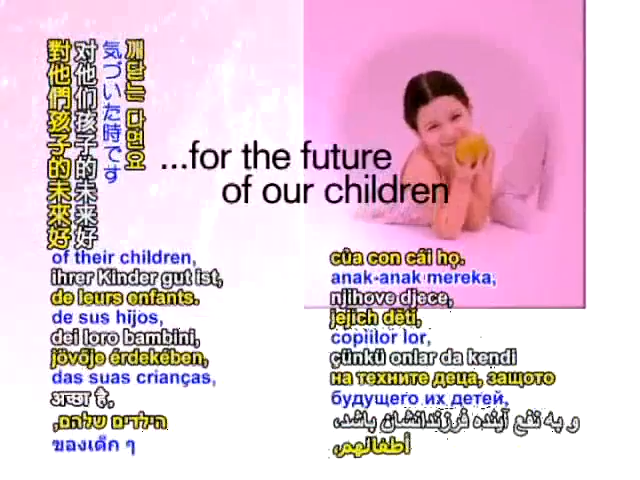 對他們孩子的未來好
对他们孩子的未来好
気づいた時です
깨닫는
...for the future
of our children
of their children,
ihrer Kinder gut ist,
de leurs enfants.
de sus hijos,
dei loro bambini,
jövője érdekében,
das suas crianças,
अच्छा है,
הילדים שלהם,
ของเด็ก ๆ
của con cái họ.
anak-anak mereka,
njihove djece,
jejich dětí,
copiilor lor,
çünkü onlar da kendi
на техните деца, защото
будущего их детей,
و به نفع آینده فرزندانشان باشد،
أطفالهم،